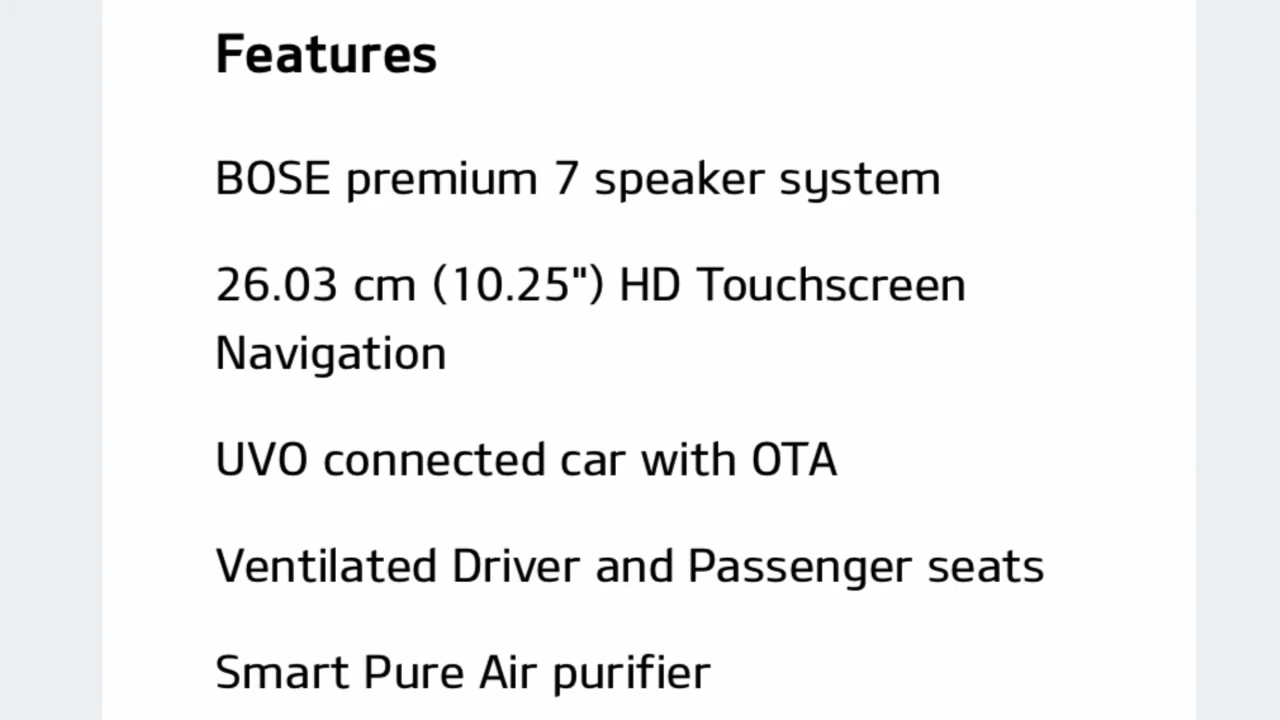 Features
BOSE premium 7 speaker system
26.03 cm (10.25") HD Touchscreen
Navigation
UVO connected car with OTA
Ventilated Driver and Passenger seats
Smart Pure Air purifier